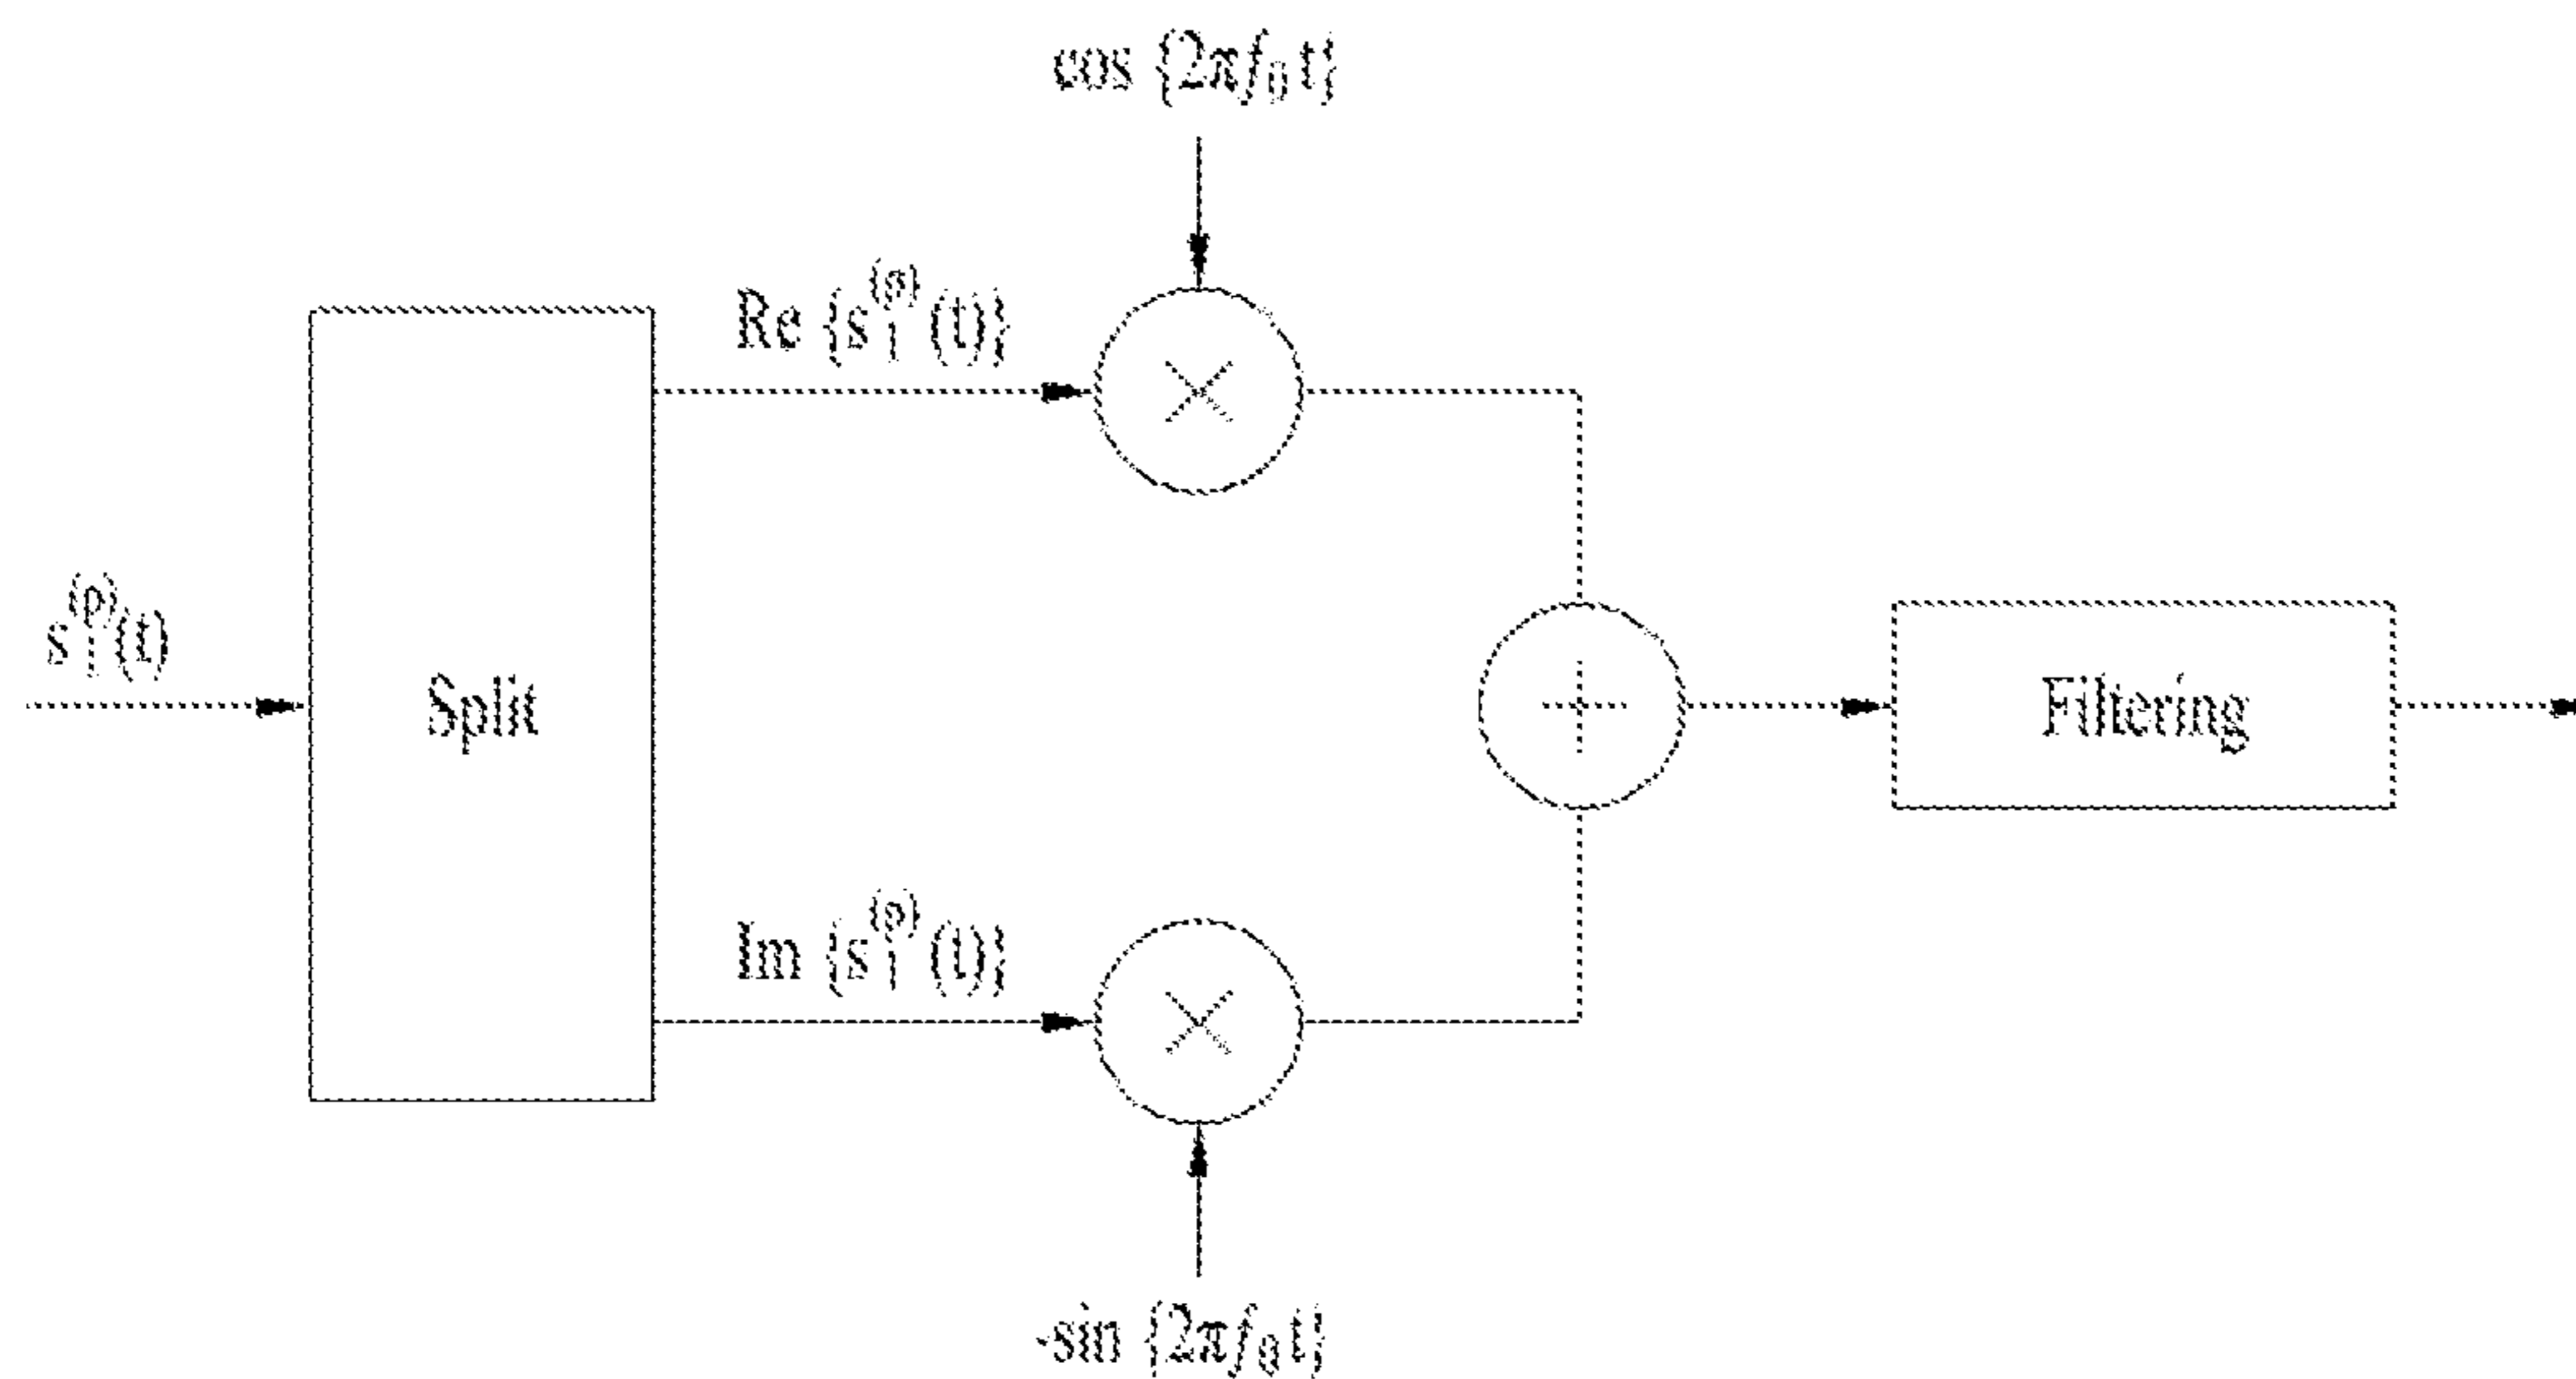 cos {2πf₀t}
Re {s₁⁽ᵖ⁾(t)}
s₁⁽ᵖ⁾(t)
Split
Filtering
Im {s₁⁽ᵖ⁾(t)}
-sin {2πf₀t}